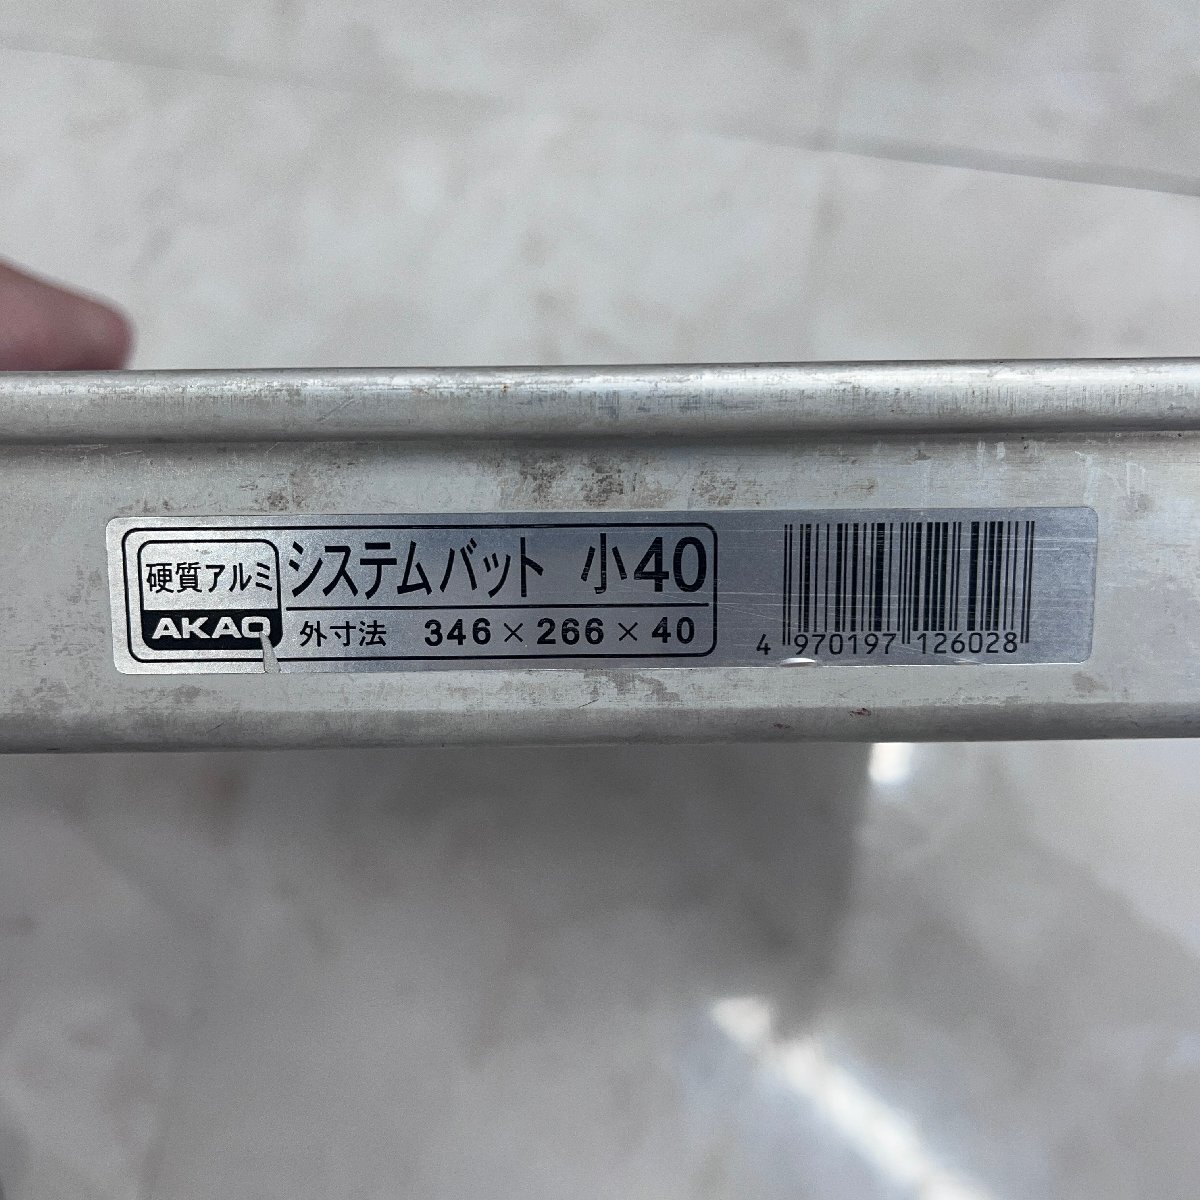 硬質アルミ
AKAO
システムバット 小40
外寸法 346×266×40
4 970197 126028